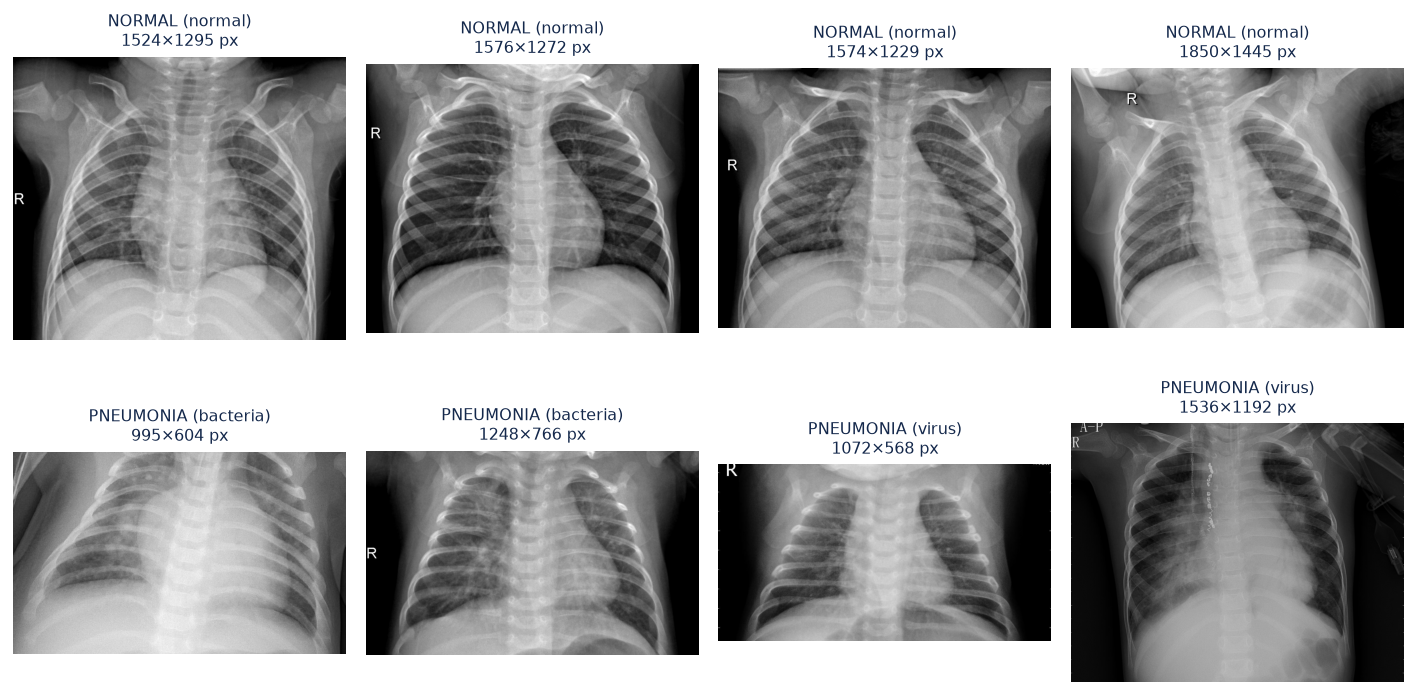 NORMAL (normal)
1524×1295 px
R
NORMAL (normal)
1576×1272 px
R
NORMAL (normal)
1574×1229 px
R
NORMAL (normal)
1850×1445 px
R
PNEUMONIA (bacteria)
995×604 px
PNEUMONIA (bacteria)
1248×766 px
R
PNEUMONIA (virus)
1072×568 px
R
PNEUMONIA (virus)
1536×1192 px
A-P
R